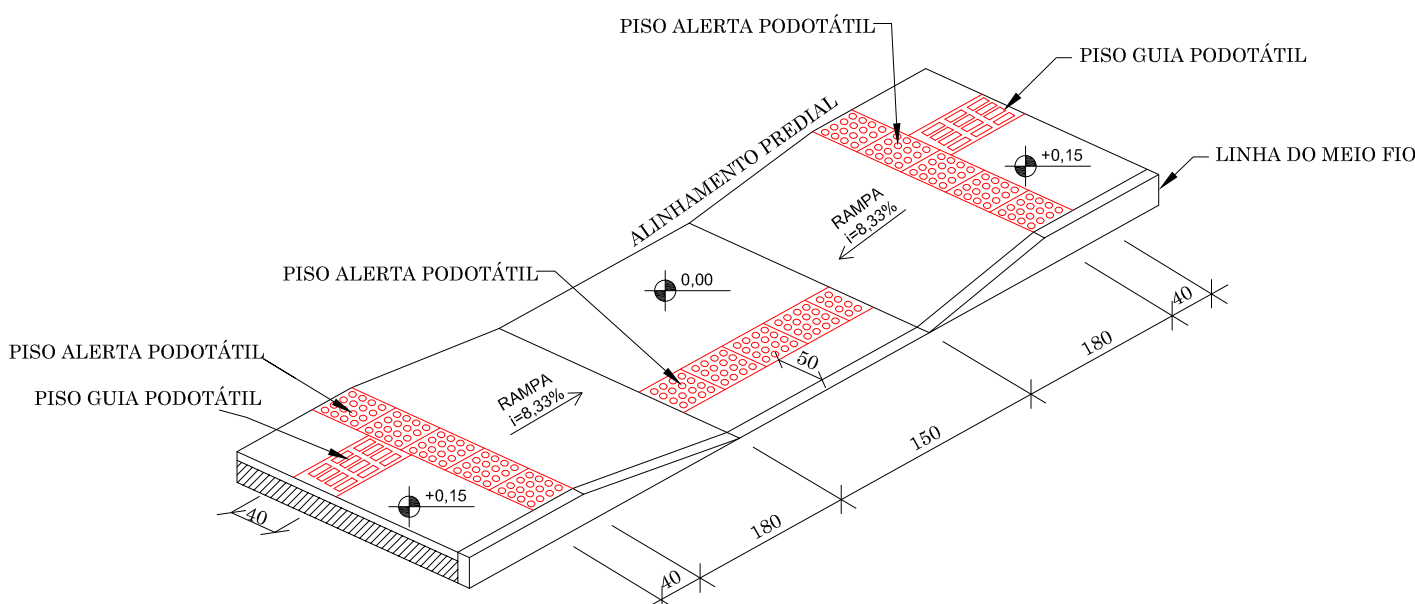 PISO ALERTA PODOTÁTIL
PISO GUIA PODOTÁTIL
ALINHAMENTO PREDIAL
+0,15
LINHA DO MEIO FIO
RAMPA
i=8,33%
PISO ALERTA PODOTÁTIL
0,00
40
180
50
PISO ALERTA PODOTÁTIL
PISO GUIA PODOTÁTIL
RAMPA
i=8,33%
150
+0,15
40
180
40